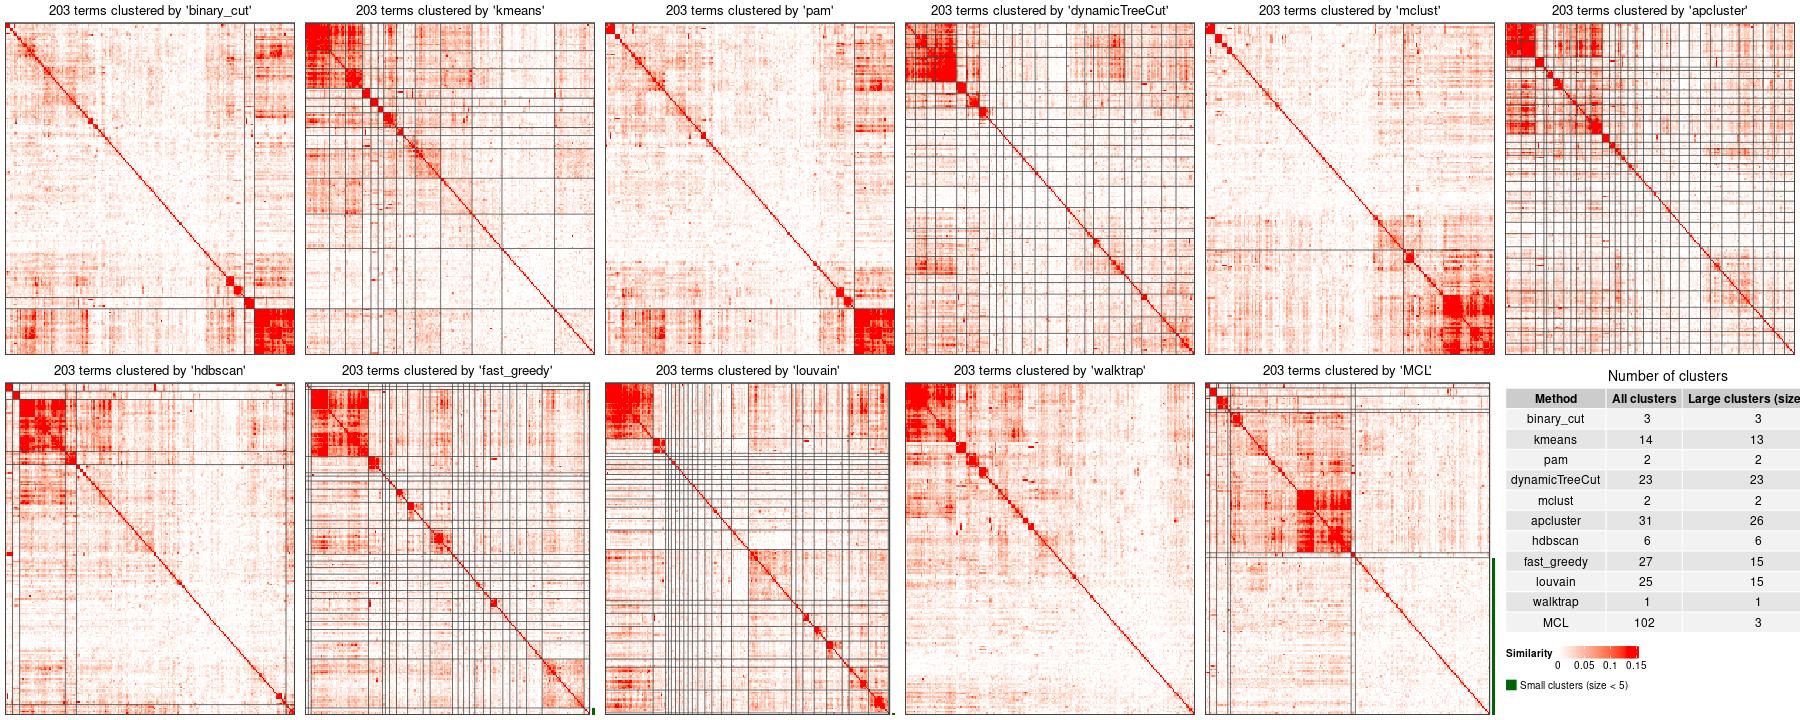 203 terms clustered by 'binary_cut'
203 terms clustered by 'kmeans'
203 terms clustered by 'pam'
203 terms clustered by 'dynamicTreeCut'
203 terms clustered by 'mclust'
203 terms clustered by 'apcluster'
203 terms clustered by 'hdbscan'
203 terms clustered by 'fast_greedy'
203 terms clustered by 'louvain'
203 terms clustered by 'walktrap'
203 terms clustered by 'MCL'
Number of clusters
Method All clusters Large clusters (size
binary_cut 3 3
kmeans 14 13
pam 2 2
dynamicTreeCut 23 23
mclust 2 2
apcluster 31 26
hdbscan 6 6
fast_greedy 27 15
louvain 25 15
walktrap 1 1
MCL 102 3
Similarity
0 0.05 0.1 0.15
Small clusters (size < 5)